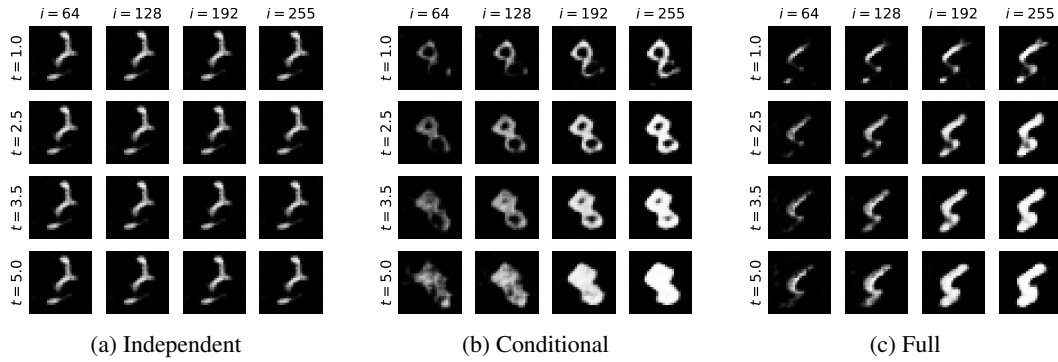 i = 64 i = 128 i = 192 i = 255 i = 64 i = 128 i = 192 i = 255 i = 64 i = 128 i = 192 i = 255
t = 1.0 t = 1.0 t = 1.0
t = 2.5 t = 2.5 t = 2.5
t = 3.5 t = 3.5 t = 3.5
t = 5.0 t = 5.0 t = 5.0
(a) Independent (b) Conditional (c) Full